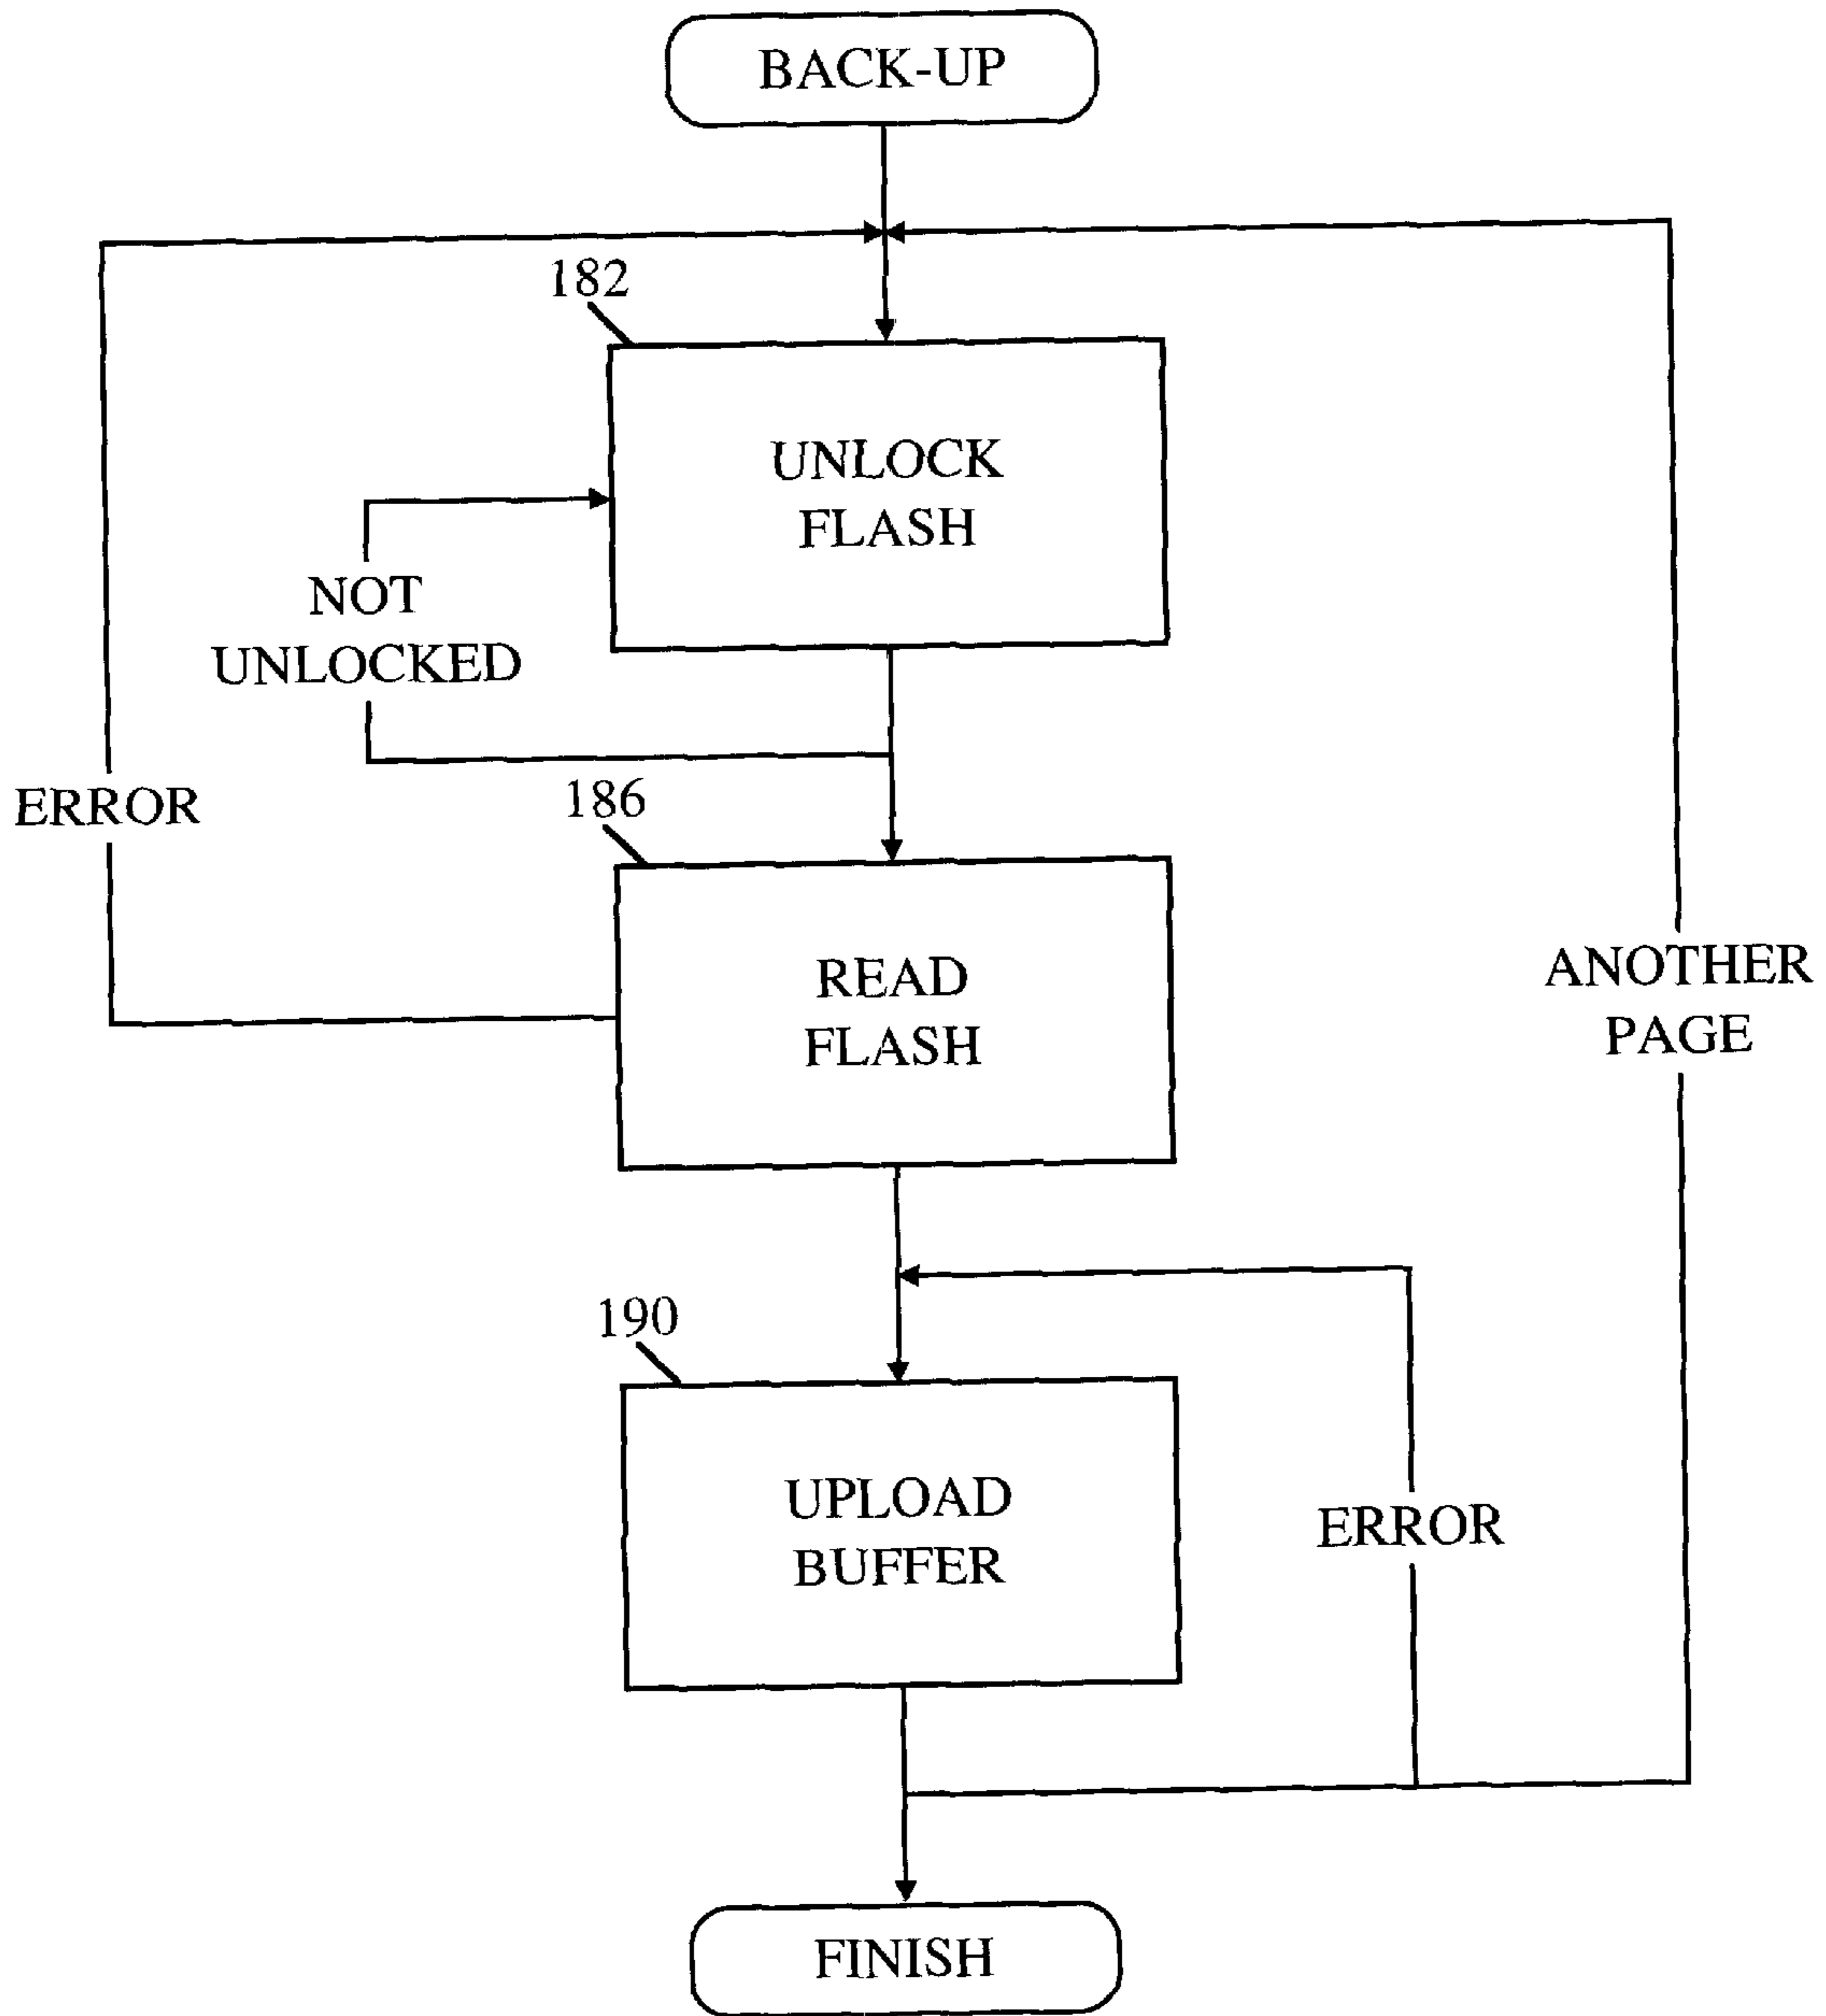 BACK-UP
182
UNLOCK
FLASH
NOT
UNLOCKED
ERROR
186
READ
FLASH
ANOTHER
PAGE
190
UPLOAD
BUFFER
ERROR
FINISH